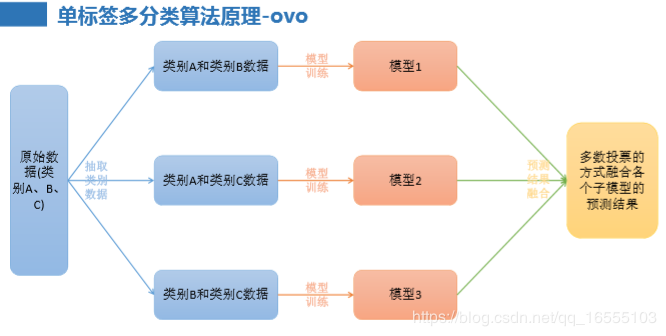 单标签多分类算法原理-ovo
原始数
据(类
别A、B、
C)
抽取
类别
数据
类别A和类别B数据
模型
训练
模型1
类别A和类别C数据
模型
训练
模型2
类别B和类别C数据
模型
训练
模型3
预测
结果
融合
多数投票的
方式融合各
个子模型的
预测结果
https://blog.csdn.net/qq_16555103